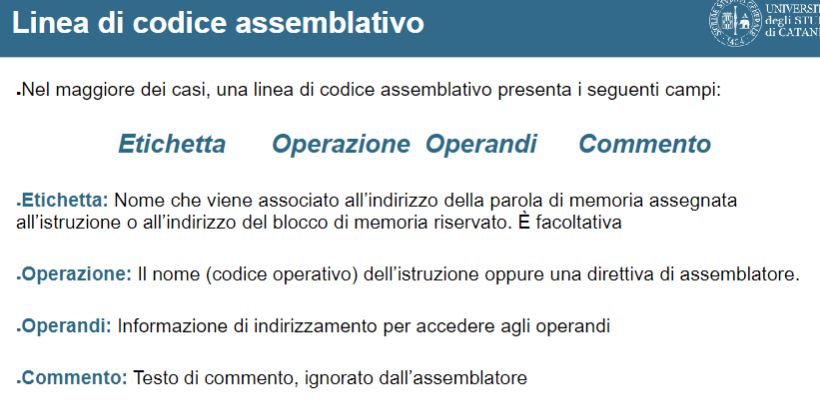 Linea di codice assemblativo
UNIVERSIT
degli STU
di CATAN
.Nel maggiore dei casi, una linea di codice assemblativo presenta i seguenti campi:
Etichetta Operazione Operandi Commento
.Etichetta: Nome che viene associato all'indirizzo della parola di memoria assegnata
all'istruzione o all'indirizzo del blocco di memoria riservato. È facoltativa
.Operazione: Il nome (codice operativo) dell'istruzione oppure una direttiva di assemblatore.
.Operandi: Informazione di indirizzamento per accedere agli operandi
.Commento: Testo di commento, ignorato dall'assemblatore